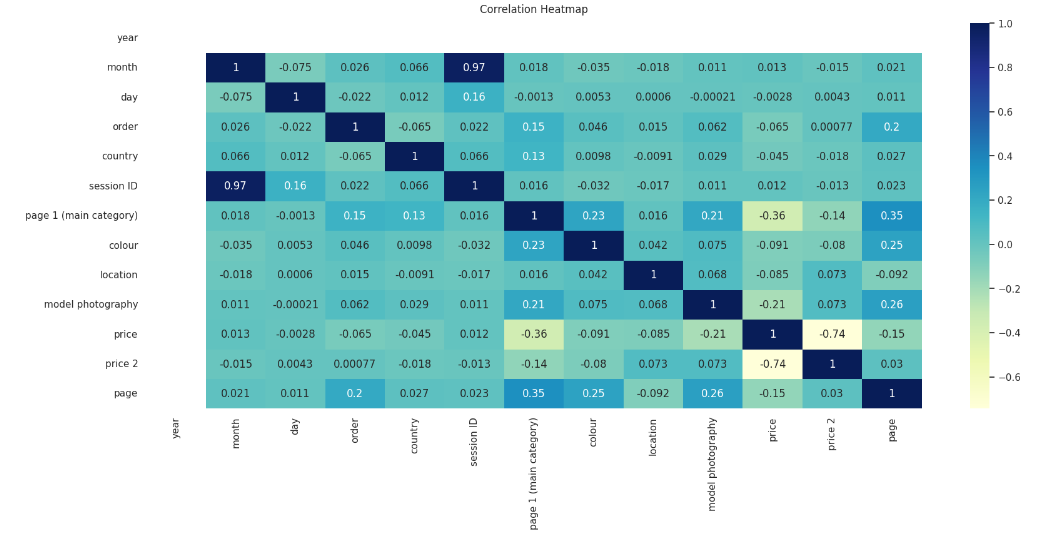 Correlation Heatmap
year
month 1 -0.075 0.026 0.066 0.97 0.018 -0.035 -0.018 0.011 0.013 -0.015 0.021
day -0.075 1 -0.022 0.012 0.16 -0.0013 0.0053 0.0006 -0.00021 -0.0028 0.0043 0.011
order 0.026 -0.022 1 -0.065 0.022 0.15 0.046 0.015 0.062 -0.065 0.00077 0.2
country 0.066 0.012 -0.065 1 0.066 0.13 0.0098 -0.0091 0.029 -0.045 -0.018 0.027
session ID 0.97 0.16 0.022 0.066 1 0.016 -0.032 -0.017 0.011 0.012 -0.013 0.023
page 1 (main category) 0.018 -0.0013 0.15 0.13 0.016 1 0.23 0.016 0.21 -0.36 -0.14 0.35
colour -0.035 0.0053 0.046 0.0098 -0.032 0.23 1 0.042 0.075 -0.091 -0.08 0.25
location -0.018 0.0006 0.015 -0.0091 -0.017 0.016 0.042 1 0.068 -0.085 0.073 -0.092
model photography 0.011 -0.00021 0.062 0.029 0.011 0.21 0.075 0.068 1 -0.21 0.073 0.26
price 0.013 -0.0028 -0.065 -0.045 0.012 -0.36 -0.091 -0.085 -0.21 1 -0.74 -0.15
price 2 -0.015 0.0043 0.00077 -0.018 -0.013 -0.14 -0.08 0.073 0.073 -0.74 1 0.03
page 0.021 0.011 0.2 0.027 0.023 0.35 0.25 -0.092 0.26 -0.15 0.03 1
year month day order country session ID page 1 (main category) colour location model photography price price 2 page
1.0
0.8
0.6
0.4
0.2
0.0
−0.2
−0.4
−0.6